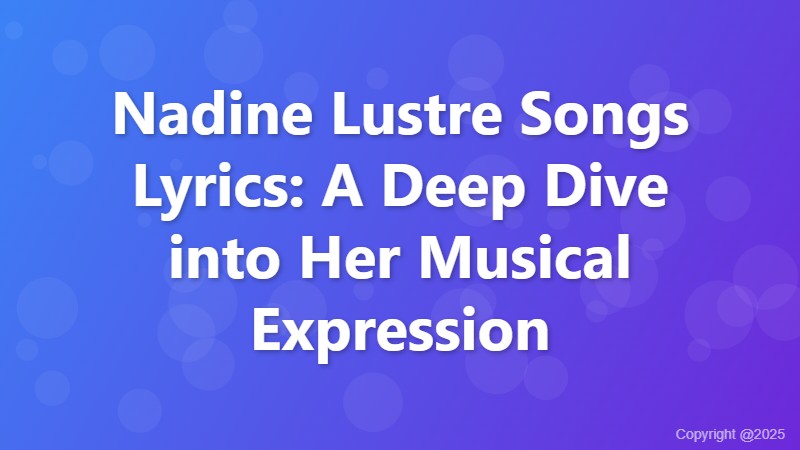 Nadine Lustre Songs
Lyrics: A Deep Dive
into Her Musical
Expression
Copyright @2025